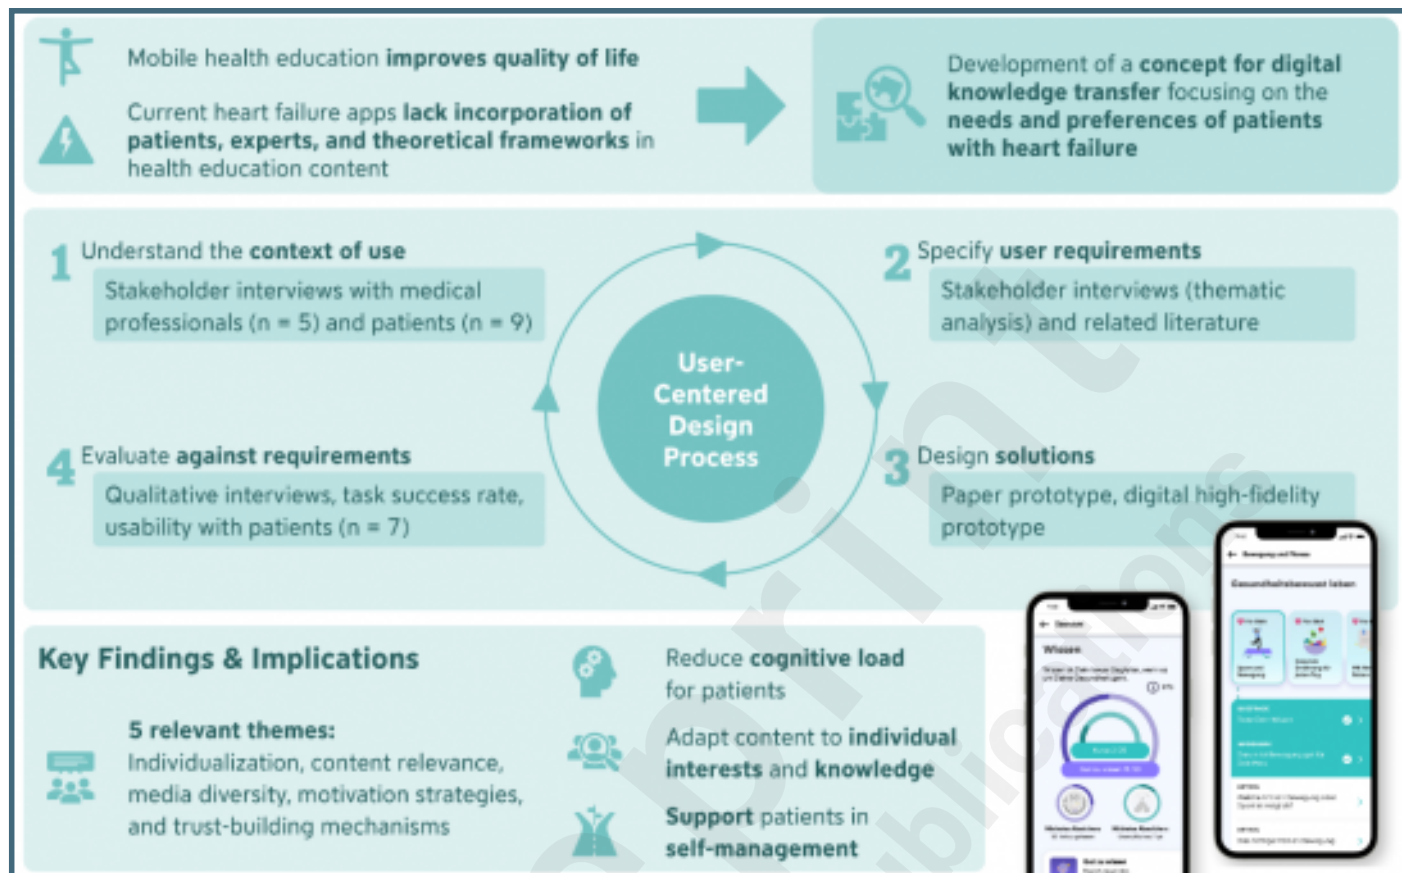 Mobile health education improves quality of life
Current heart failure apps lack incorporation of
patients, experts, and theoretical frameworks in
health education content
Development of a concept for digital
knowledge transfer focusing on the
needs and preferences of patients
with heart failure
1 Understand the context of use
Stakeholder interviews with medical
professionals (n = 5) and patients (n = 9)
2 Specify user requirements
Stakeholder interviews (thematic
analysis) and related literature
User-
Centered
Design
Process
4 Evaluate against requirements
Qualitative interviews, task success rate,
usability with patients (n = 7)
3 Design solutions
Paper prototype, digital high-fidelity
prototype
Key Findings & Implications
5 relevant themes:
Individualization, content relevance,
media diversity, motivation strategies,
and trust-building mechanisms
Reduce cognitive load
for patients
Adapt content to individual
interests and knowledge
Support patients in
self-management
Wissen
Bewegung und Fitness
Gesundheitsbewusst leben